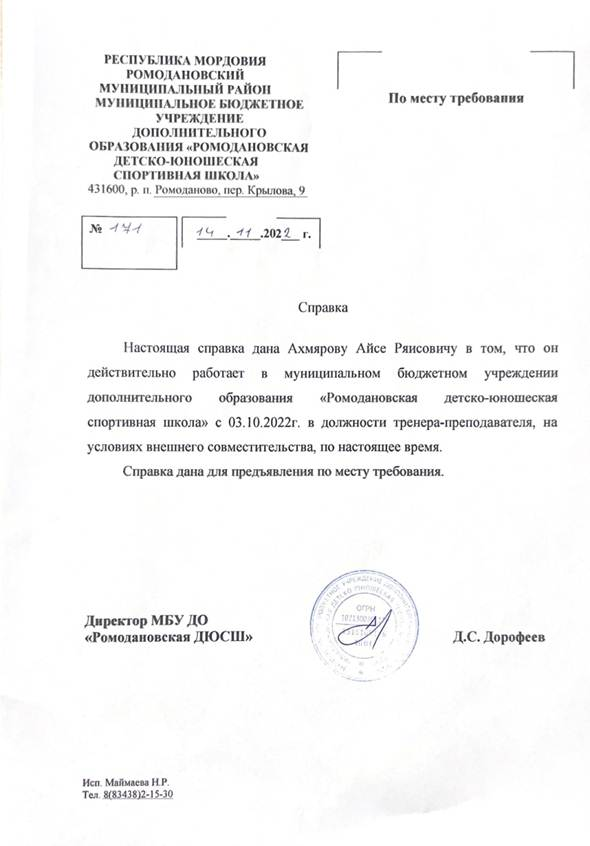 РЕСПУБЛИКА МОРДОВИЯ
РОМОДАНОВСКИЙ
МУНИЦИПАЛЬНЫЙ РАЙОН
МУНИЦИПАЛЬНОЕ БЮДЖЕТНОЕ
УЧРЕЖДЕНИЕ
ДОПОЛНИТЕЛЬНОГО
ОБРАЗОВАНИЯ «РОМОДАНОВСКАЯ
ДЕТСКО-ЮНОШЕСКАЯ
СПОРТИВНАЯ ШКОЛА»
431600, р. п. Ромоданово, пер. Крылова, 9
По месту требования
№ 171
14.11.2022 г.
Справка
Настоящая справка дана Ахмярову Айсе Ряисовичу в том, что он
действительно работает в муниципальном бюджетном учреждении
дополнительного образования «Ромодановская детско-юношеская
спортивная школа» с 03.10.2022г. в должности тренера-преподавателя, на
условиях внешнего совместительства, по настоящее время.
Справка дана для предъявления по месту требования.
ОГРН
Директор МБУ ДО
«Ромодановская ДЮСШ»
Д.С. Дорофеев
Исп. Маймаева Н.Р.
Тел. 8(83438)2-15-30